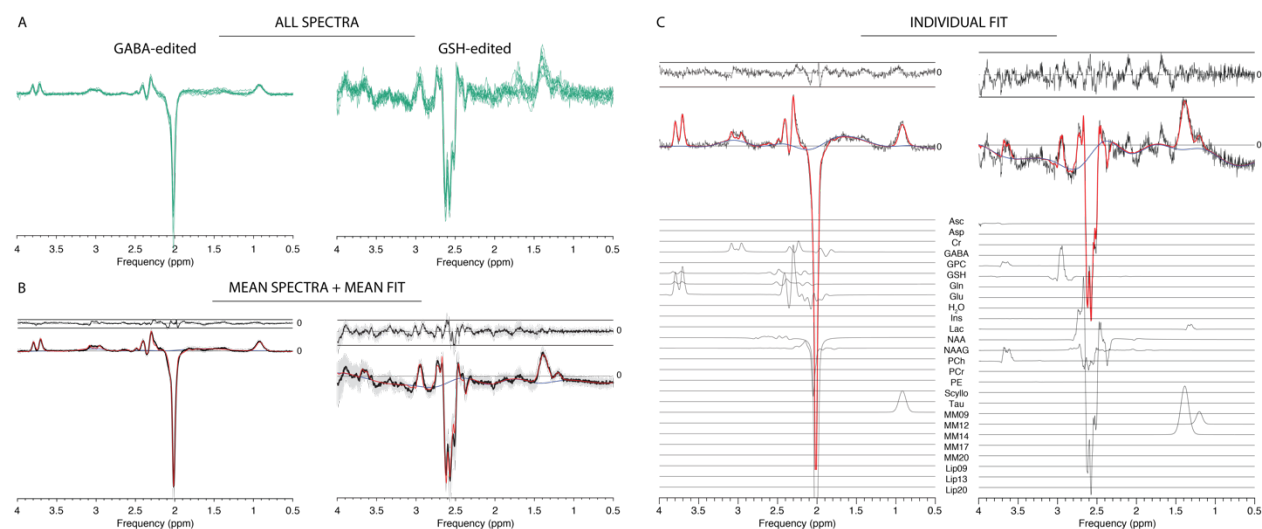 A
ALL SPECTRA
GABA-edited
GSH-edited
4 3.5 3 2.5 2 1.5 1 0.5
Frequency (ppm)
4 3.5 3 2.5 2 1.5 1 0.5
Frequency (ppm)
B
MEAN SPECTRA + MEAN FIT
0
0
0
0
4 3.5 3 2.5 2 1.5 1 0.5
Frequency (ppm)
4 3.5 3 2.5 2 1.5 1 0.5
Frequency (ppm)
C
INDIVIDUAL FIT
0
0
0
0
Asc
Asp
Cr
GABA
GPC
GSH
Gln
Glu
H2O
Ins
Lac
NAA
NAAG
PCh
PCr
PE
Scyllo
Tau
MM09
MM12
MM14
MM17
MM20
Lip09
Lip13
Lip20
4 3.5 3 2.5 2 1.5 1 0.5
Frequency (ppm)
4 3.5 3 2.5 2 1.5 1 0.5
Frequency (ppm)